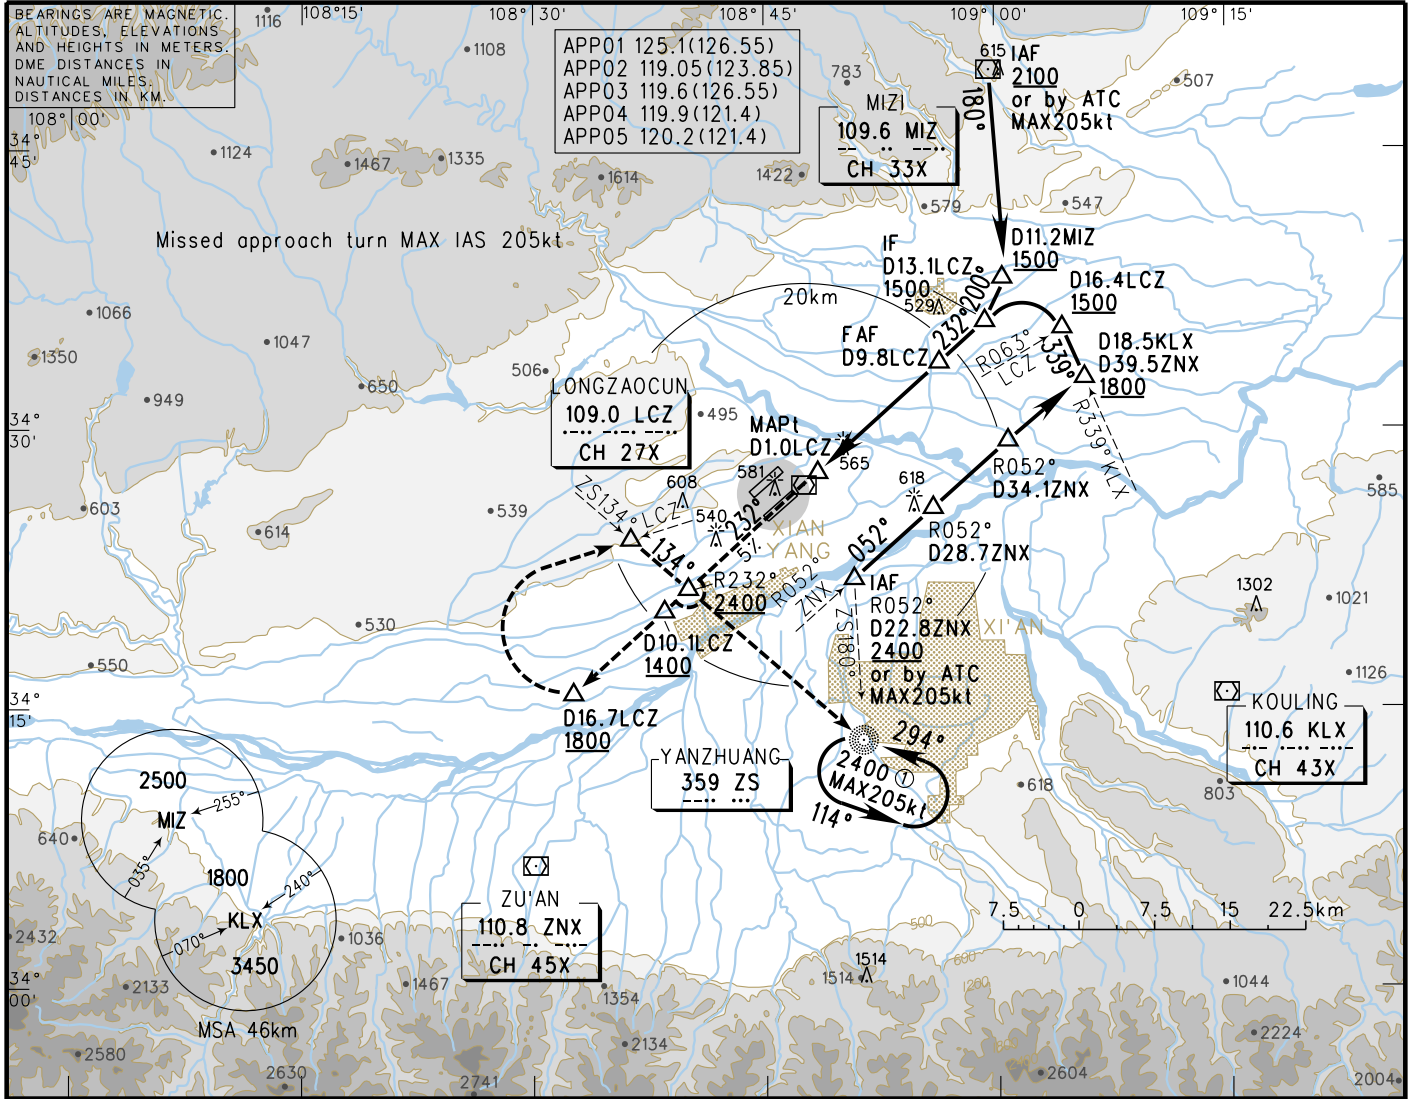 BEARINGS ARE MAGNETIC.
ALTITUDES, ELEVATIONS
AND HEIGHTS IN METERS.
DME DISTANCES IN
NAUTICAL MILES.
DISTANCES IN KM.
108° 00'
108°15'
108° 30'
108° 45'
109° 00'
109°15'
34°
45'
34°
30'
34°
15'
34°
00'
APP01 125.1(126.55)
APP02 119.05(123.85)
APP03 119.6(126.55)
APP04 119.9(121.4)
APP05 120.2(121.4)
1116
1108
783
507
1124
1467
1335
1614
1422
579
547
MIZI
109.6 MIZ
CH 33X
615
IAF
2100
or by ATC
MAX205kt
180°
Missed approach turn MAX IAS 205kt
D11.2MIZ
1500
IF
D13.1LCZ
1500
529
200°
D16.4LCZ
1500
20km
232°
FAF
D9.8LCZ
R063°
LCZ
339°
D18.5KLX
D39.5ZNX
1800
R339° KLX
1066
1047
1350
949
650
506
495
LONGZAOCUN
109.0 LCZ
CH 27X
MAPt
D1.0LCZ
565
581
608
618
540
R052°
D34.1ZNX
R052°
D28.7ZNX
052°
585
603
614
539
ZS134°
LCZ
232°
5%
XIAN
YANG
134°
R232°
2400
R052°
ZNX
ZS180°
IAF
R052°
D22.8ZNX
2400
or by ATC
MAX205kt
XI'AN
1302
1021
1126
530
550
D10.1LCZ
1400
D16.7LCZ
1800
YANZHUANG
359 ZS
294°
2400 ①
MAX205kt
114°
618
803
KOULING
110.6 KLX
CH 43X
2500
MIZ
255°
035°
1800
240°
KLX
070°
3450
MSA 46km
640
ZU'AN
110.8 ZNX
CH 45X
7.5 0 7.5 15 22.5km
500
600
1200
2432
1036
2133
1467
1354
1514
1514
1044
2224
2580
2134
2630
2741
2604
2004